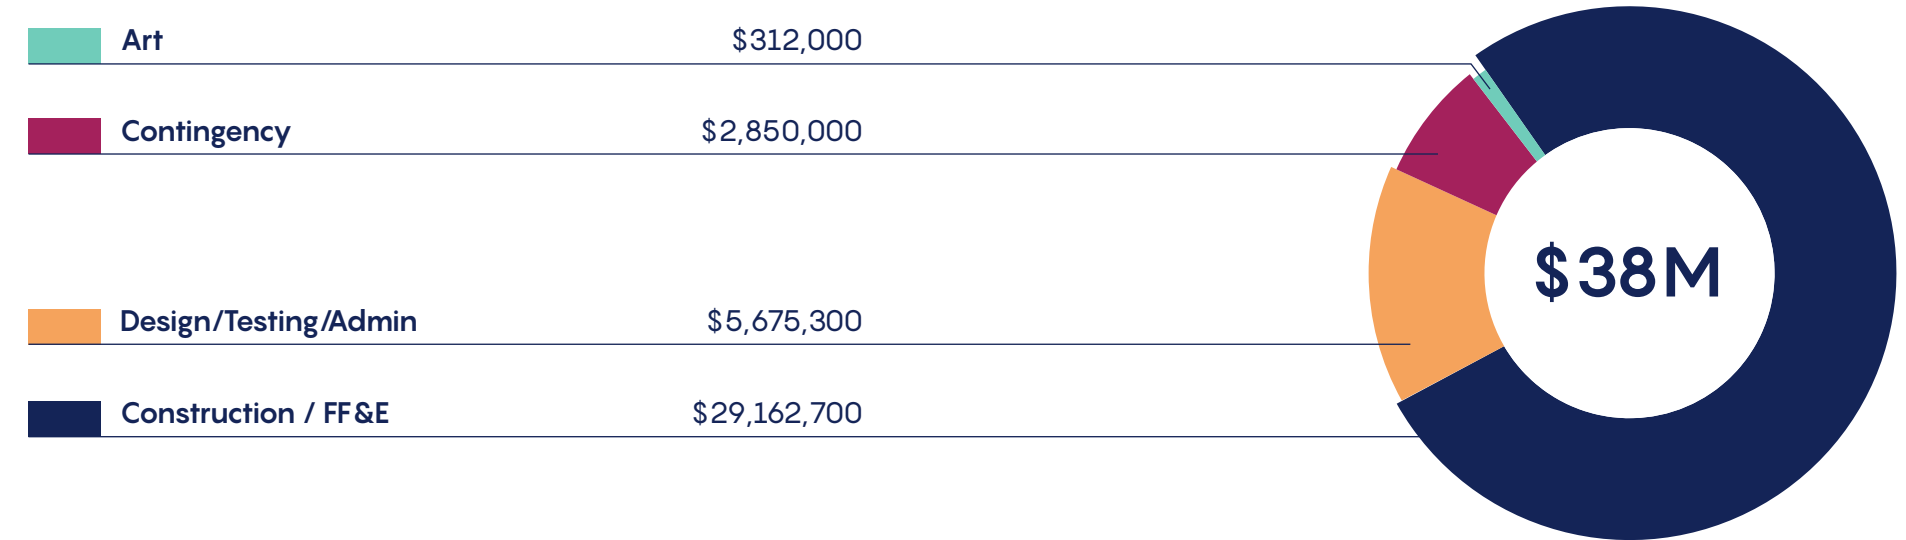 Art $312,000
Contingency $2,850,000
$38M
Design/Testing/Admin $5,675,300
Construction / FF&E $29,162,700